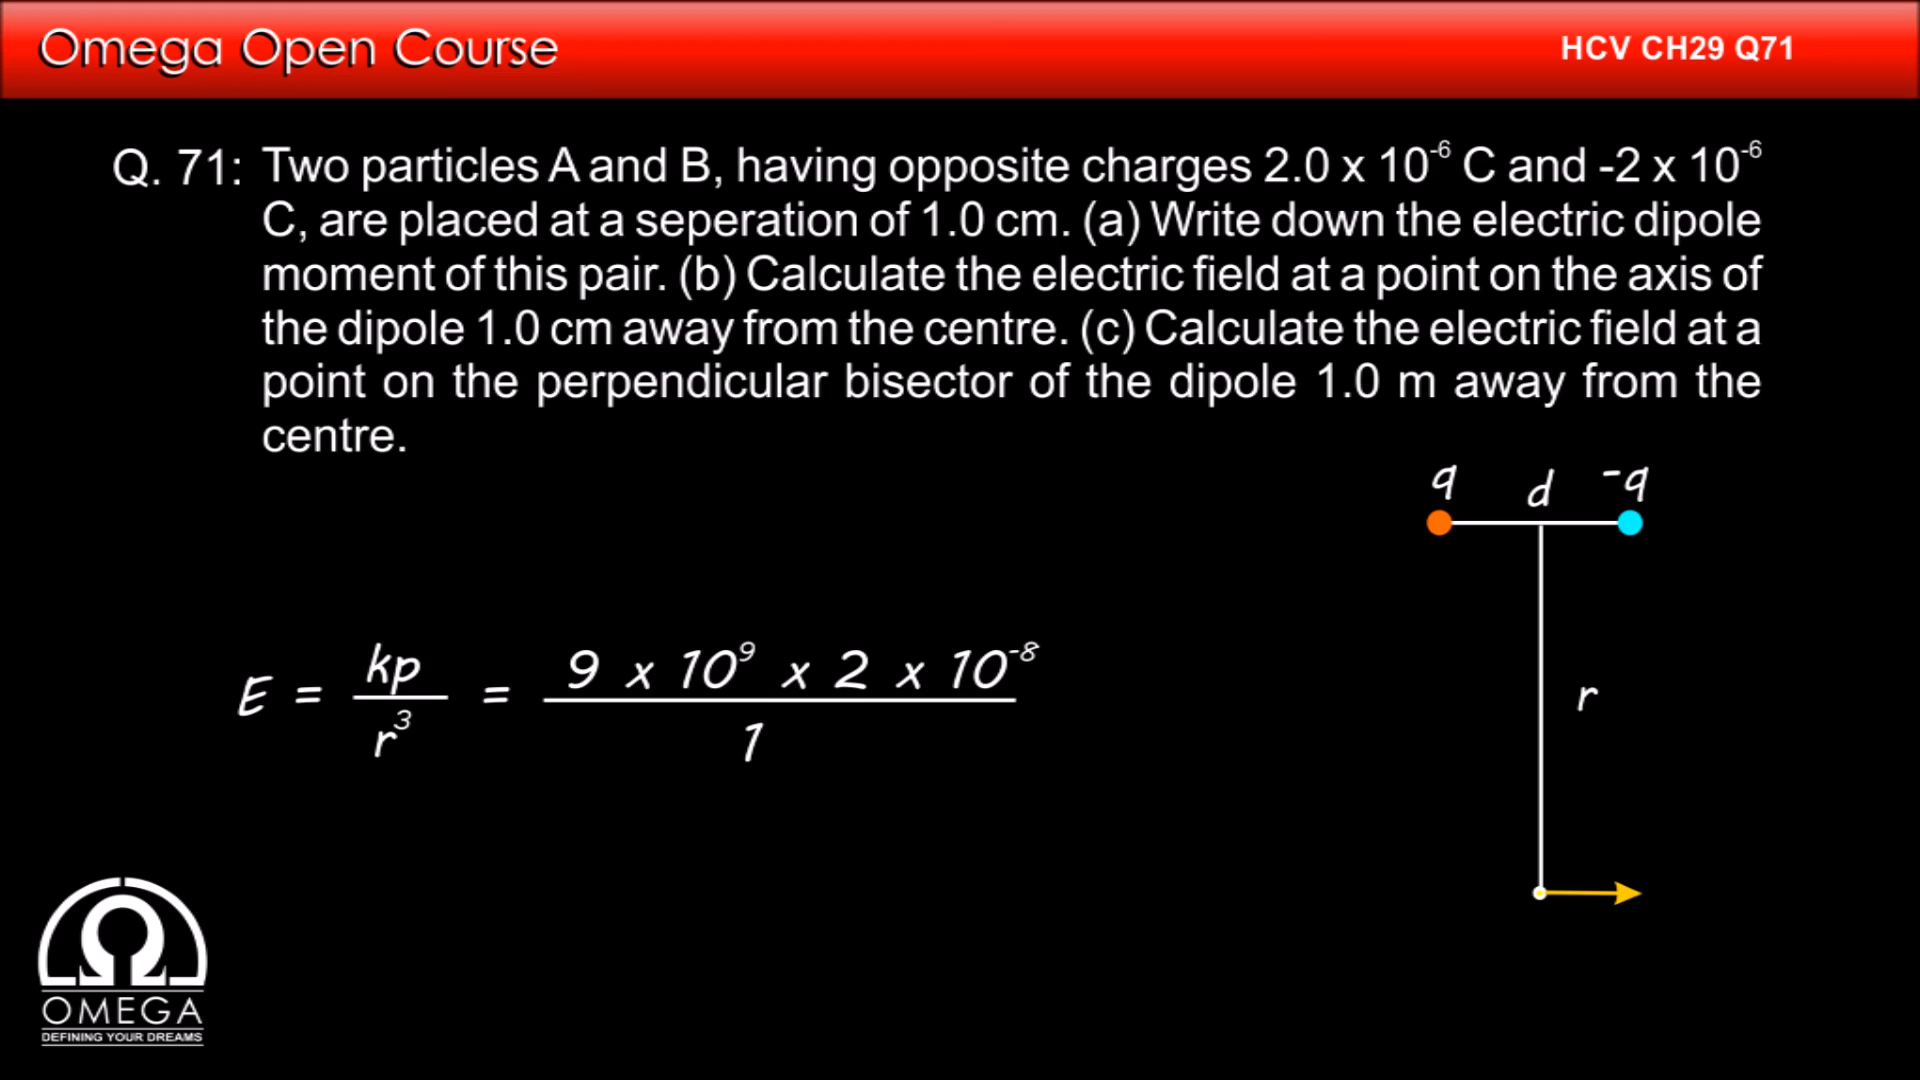 Omega Open Course
HCV CH29 Q71
Q. 71: Two particles A and B, having opposite charges 2.0 x 10⁻⁶ C and -2 x 10⁻⁶
C, are placed at a seperation of 1.0 cm. (a) Write down the electric dipole
moment of this pair. (b) Calculate the electric field at a point on the axis of
the dipole 1.0 cm away from the centre. (c) Calculate the electric field at a
point on the perpendicular bisector of the dipole 1.0 m away from the
centre.
q d -q
E = kp / r³ = 9 x 10⁹ x 2 x 10⁻⁸ / 1
r
OMEGA
DEFINING YOUR DREAMS